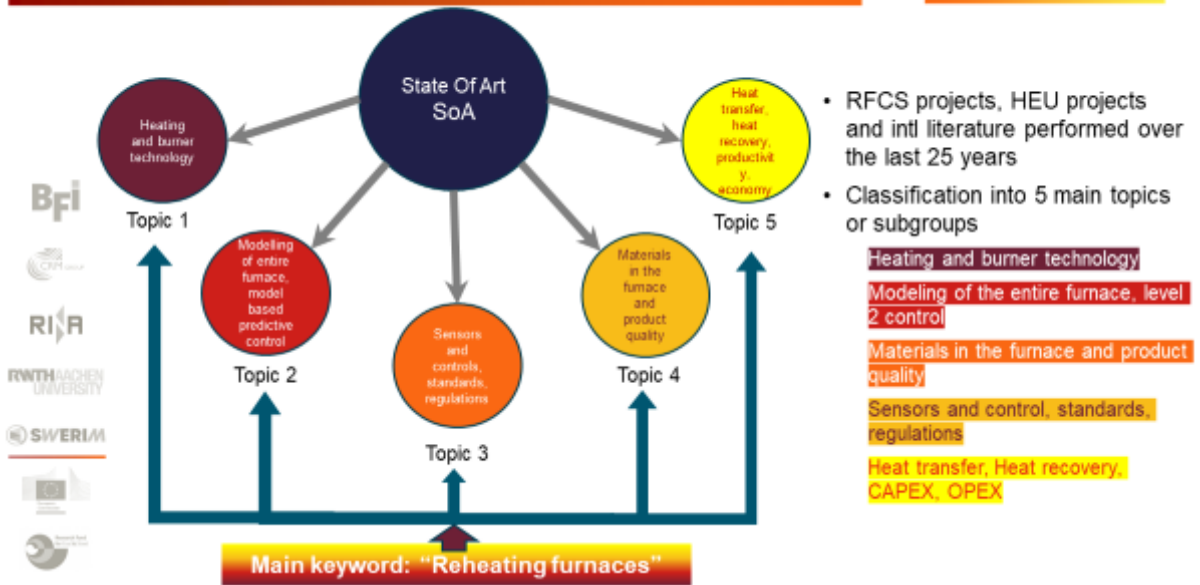 State Of Art
SoA
Heating
and burner
technology
Topic 1
Modelling
of entire
furnace,
model
based
predictive
control
Topic 2
Sensors
and
controls,
standards,
regulations
Topic 3
Materials
in the
furnace
and
product
quality
Topic 4
Heat
transfer,
heat
recovery,
productivit
y,
economy
Topic 5
Main keyword: “Reheating furnaces”
• RFCS projects, HEU projects
and intl literature performed over
the last 25 years
• Classification into 5 main topics
or subgroups
Heating and burner technology
Modeling of the entire furnace, level
2 control
Materials in the furnace and product
quality
Sensors and control, standards,
regulations
Heat transfer, Heat recovery,
CAPEX, OPEX
BFi
CRM GROUP
RINA
RWTHAACHEN
UNIVERSITY
SWERIM